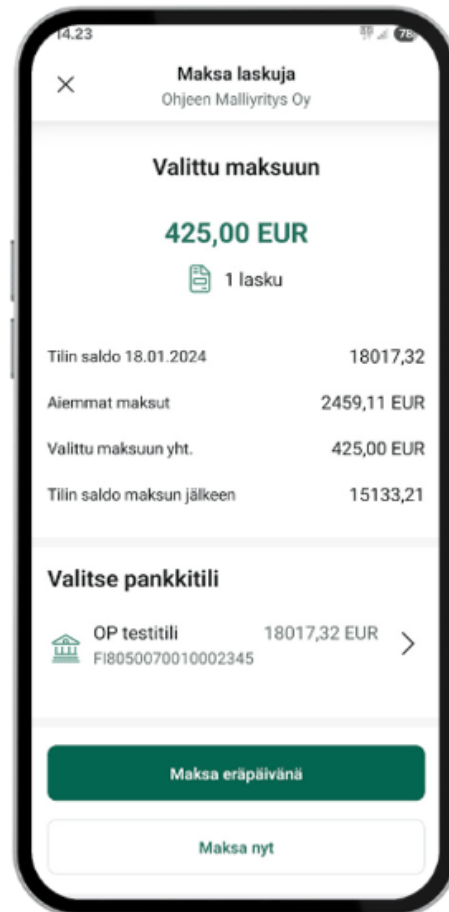 14.23
78
Maksa laskuja
Ohjeen Malliyritys Oy
Valittu maksuun
425,00 EUR
1 lasku
Tilin saldo 18.01.2024 18017,32
Aiemmat maksut 2459,11 EUR
Valittu maksuun yht. 425,00 EUR
Tilin saldo maksun jälkeen 15133,21
Valitse pankkitili
OP testitili 18017,32 EUR
FI8050070010002345
Maksa eräpäivänä
Maksa nyt